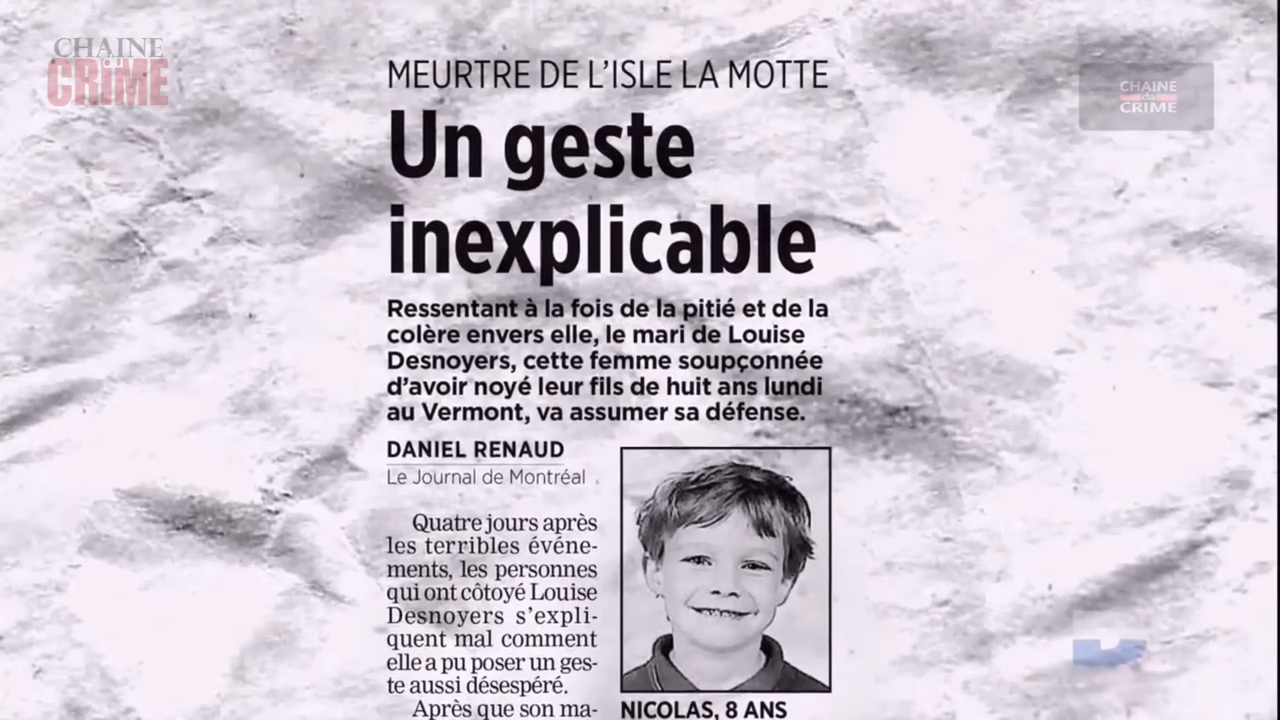 CHAINE
du
CRIME
CHAINE
du
CRIME
MEURTRE DE L'ISLE LA MOTTE
Un geste
inexplicable
Ressentant à la fois de la pitié et de la
colère envers elle, le mari de Louise
Desnoyers, cette femme soupçonnée
d'avoir noyé leur fils de huit ans lundi
au Vermont, va assumer sa défense.
DANIEL RENAUD
Le Journal de Montréal
Quatre jours après
les terribles événe-
ments, les personnes
qui ont côtoyé Louise
Desnoyers s'expli-
quent mal comment
elle a pu poser un ges-
te aussi désespéré.
Après que son ma-
NICOLAS, 8 ANS